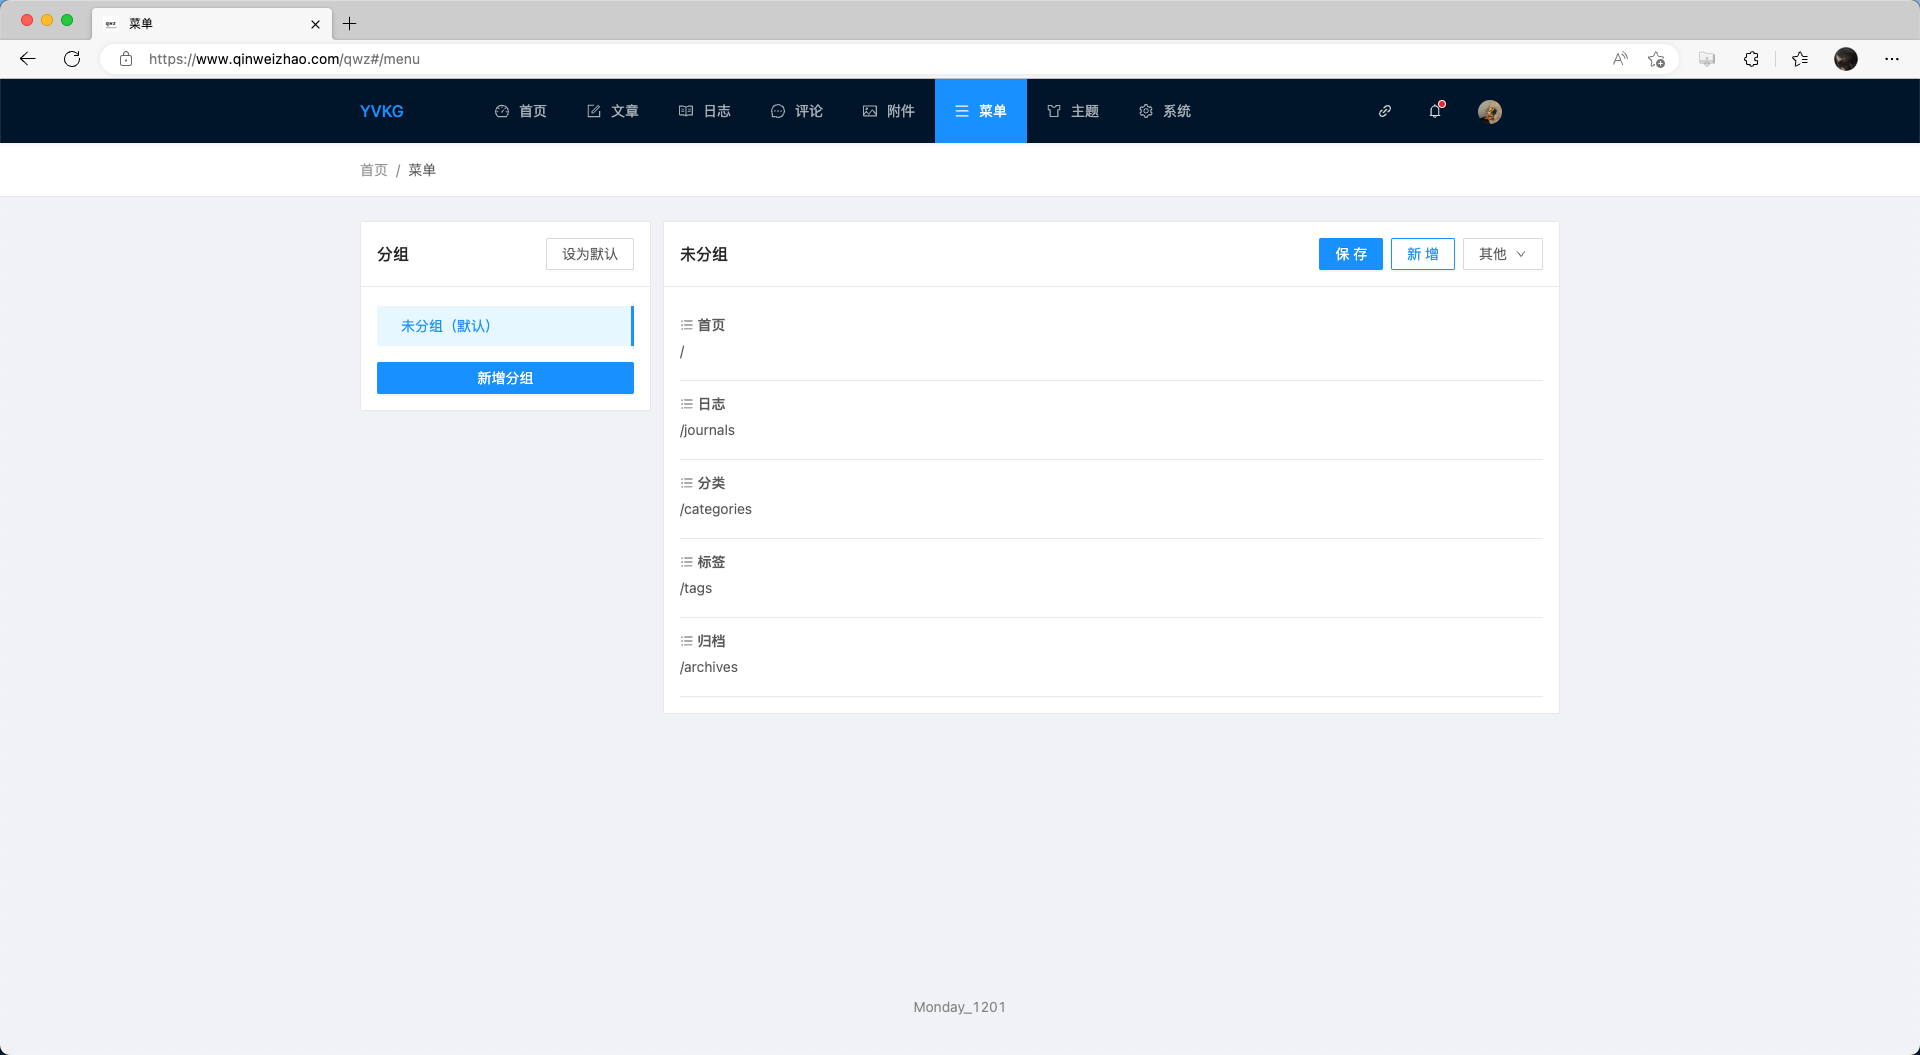 菜单
https://www.qinweizhao.com/qwz#/menu
YVKG 首页 文章 日志 评论 附件 菜单 主题 系统
首页 / 菜单
分组 设为默认
未分组（默认）
新增分组
未分组 保 存 新 增 其他
首页
/
日志
/journals
分类
/categories
标签
/tags
归档
/archives
Monday_1201